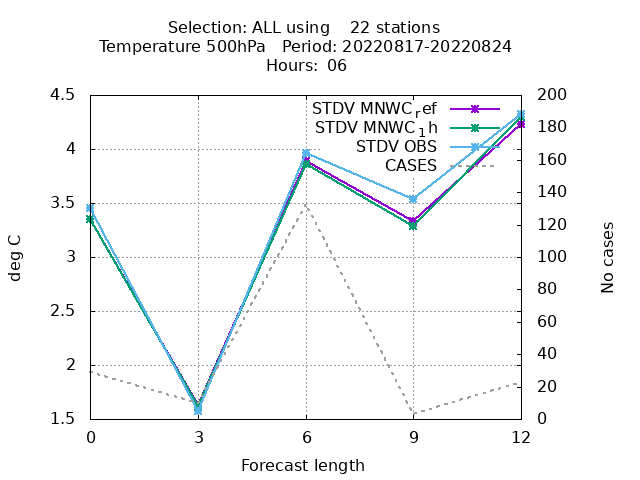 Selection: ALL using    22 stations
Temperature 500hPa   Period: 20220817-20220824
Hours: 06
STDV MNWC_ref
STDV MNWC_1h
STDV OBS
CASES
4.5
4
3.5
3
2.5
2
1.5
deg C
200
180
160
140
120
100
80
60
40
20
0
No cases
0 3 6 9 12
Forecast length